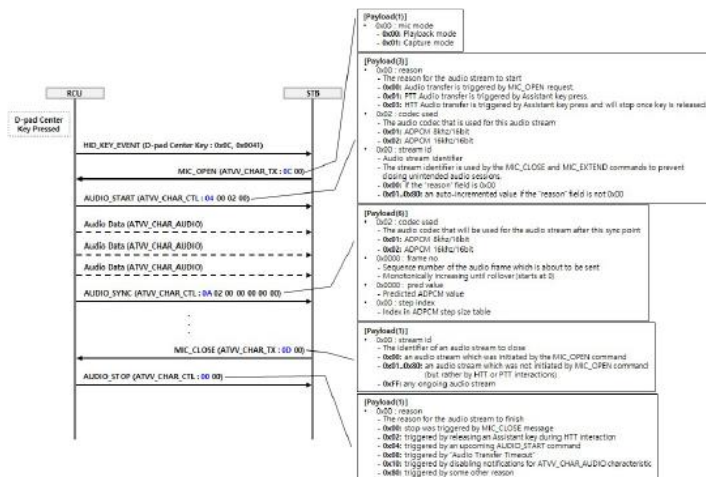 RCU
STB
D-pad Center
Key Pressed
HID_KEY_EVENT (D-pad Center Key : 0x0C, 0x0041)
MIC_OPEN (ATVV_CHAR_TX : 0C 00)
AUDIO_START (ATVV_CHAR_CTL : 04 00 02 00)
Audio Data (ATVV_CHAR_AUDIO)
Audio Data (ATVV_CHAR_AUDIO)
Audio Data (ATVV_CHAR_AUDIO)
AUDIO_SYNC (ATVV_CHAR_CTL : 0A 02 00 00 00 00 00)
MIC_CLOSE (ATVV_CHAR_TX : 0D 00)
AUDIO_STOP (ATVV_CHAR_CTL : 00 00)
[Payload(1)]
• 0x00 : mic mode
- 0x00: Playback mode
- 0x01: Capture mode
[Payload(3)]
• 0x00 : reason
- The reason for the audio stream to start
- 0x00: Audio transfer is triggered by MIC_OPEN request.
- 0x01: PTT Audio transfer is triggered by Assistant key press.
- 0x03: HTT Audio transfer is triggered by Assistant key press and will stop once key is released
• 0x02 : codec used
- The audio codec that is used for this audio stream
- 0x01: ADPCM 8khz/16bit
- 0x02: ADPCM 16khz/16bit
• 0x00 : stream id
- Audio stream identifier
- The stream identifier is used by the MIC_CLOSE and MIC_EXTEND commands to prevent
closing unintended audio sessions.
- 0x00: if the "reason" field is 0x00
- 0x01..0x80: an auto-incremented value if the "reason" field is not 0x00
[Payload(6)]
• 0x02 : codec used
- The audio codec that will be used for the audio stream after this sync point
- 0x01: ADPCM 8khz/16bit
- 0x02: ADPCM 16khz/16bit
• 0x0000 : frame no
- Sequence number of the audio frame which is about to be sent
- Monotonically increasing until rollover (starts at 0)
• 0x0000 : pred value
- Predicted ADPCM value
• 0x00 : step index
- Index in ADPCM step size table
[Payload(1)]
• 0x00 : stream id
- The identifier of an audio stream to close
- 0x00: an audio stream which was initiated by the MIC_OPEN command
- 0x01..0x80: an audio stream which was not initiated by MIC_OPEN command
(but rather by HTT or PTT interactions)
- 0xFF: any ongoing audio stream
[Payload(1)]
• 0x00 : reason
- The reason for the audio stream to finish
- 0x00: stop was triggered by MIC_CLOSE message
- 0x02: triggered by releasing an Assistant key during HTT interaction
- 0x04: triggered by an upcoming AUDIO_START command
- 0x08: triggered by "Audio Transfer Timeout"
- 0x10: triggered by disabling notifications for ATVV_CHAR_AUDIO characteristic
- 0x80: triggered by some other reason